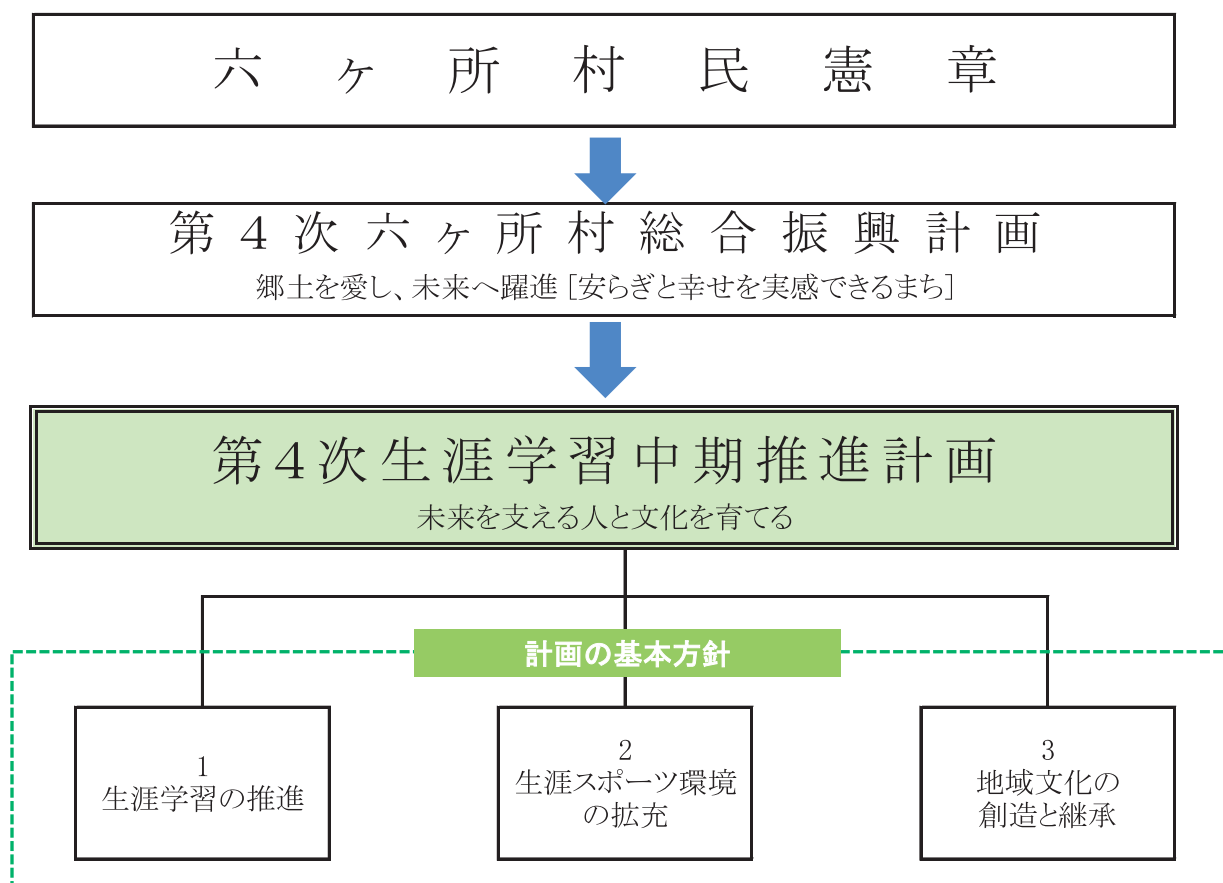 六ヶ所村民憲章
第4次六ヶ所村総合振興計画
郷土を愛し、未来へ躍進［安らぎと幸せを実感できるまち］
第4次生涯学習中期推進計画
未来を支える人と文化を育てる
計画の基本方針
1
生涯学習の推進
2
生涯スポーツ環境
の拡充
3
地域文化の
創造と継承